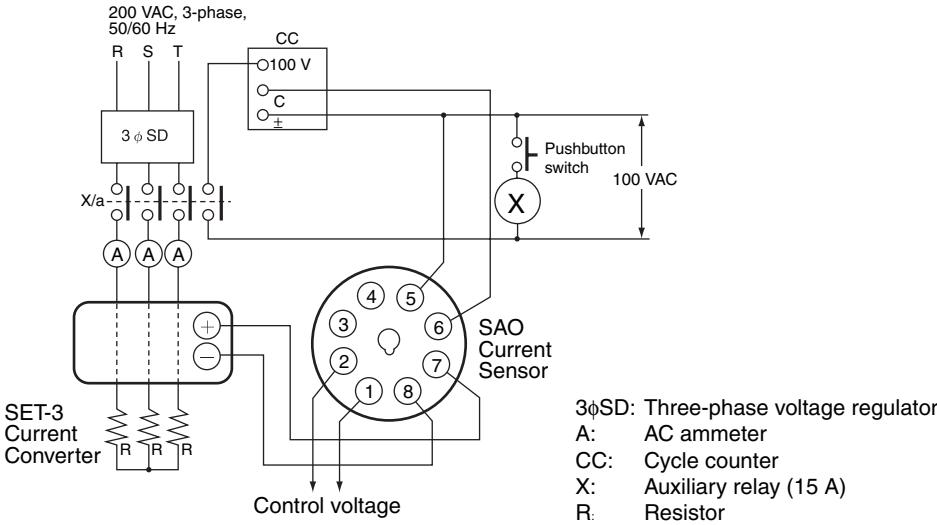 200 VAC, 3-phase,
50/60 Hz
R S T
CC
100 V
C
±
3 ϕ SD
Pushbutton
switch
X/a
X
100 VAC
A A A
4 5
3 6
+
−
2 7
1 8
SAO
Current
Sensor
SET-3
Current
Converter
R R R
Control voltage
3ϕSD: Three-phase voltage regulator
A: AC ammeter
CC: Cycle counter
X: Auxiliary relay (15 A)
R: Resistor